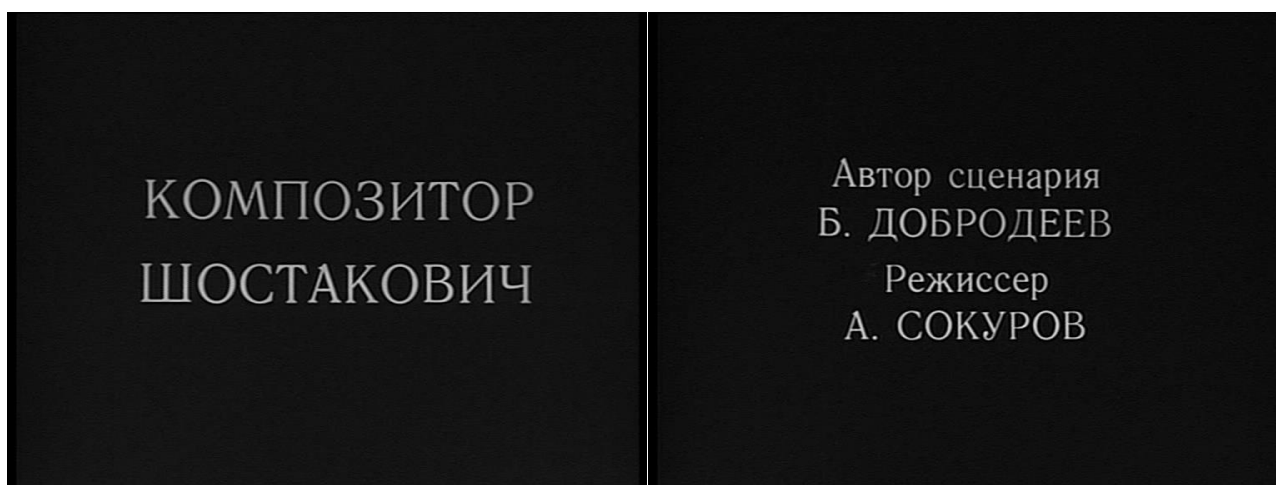 КОМПОЗИТОР
ШОСТАКОВИЧ
Автор сценария
Б. ДОБРОДЕЕВ
Режиссер
А. СОКУРОВ